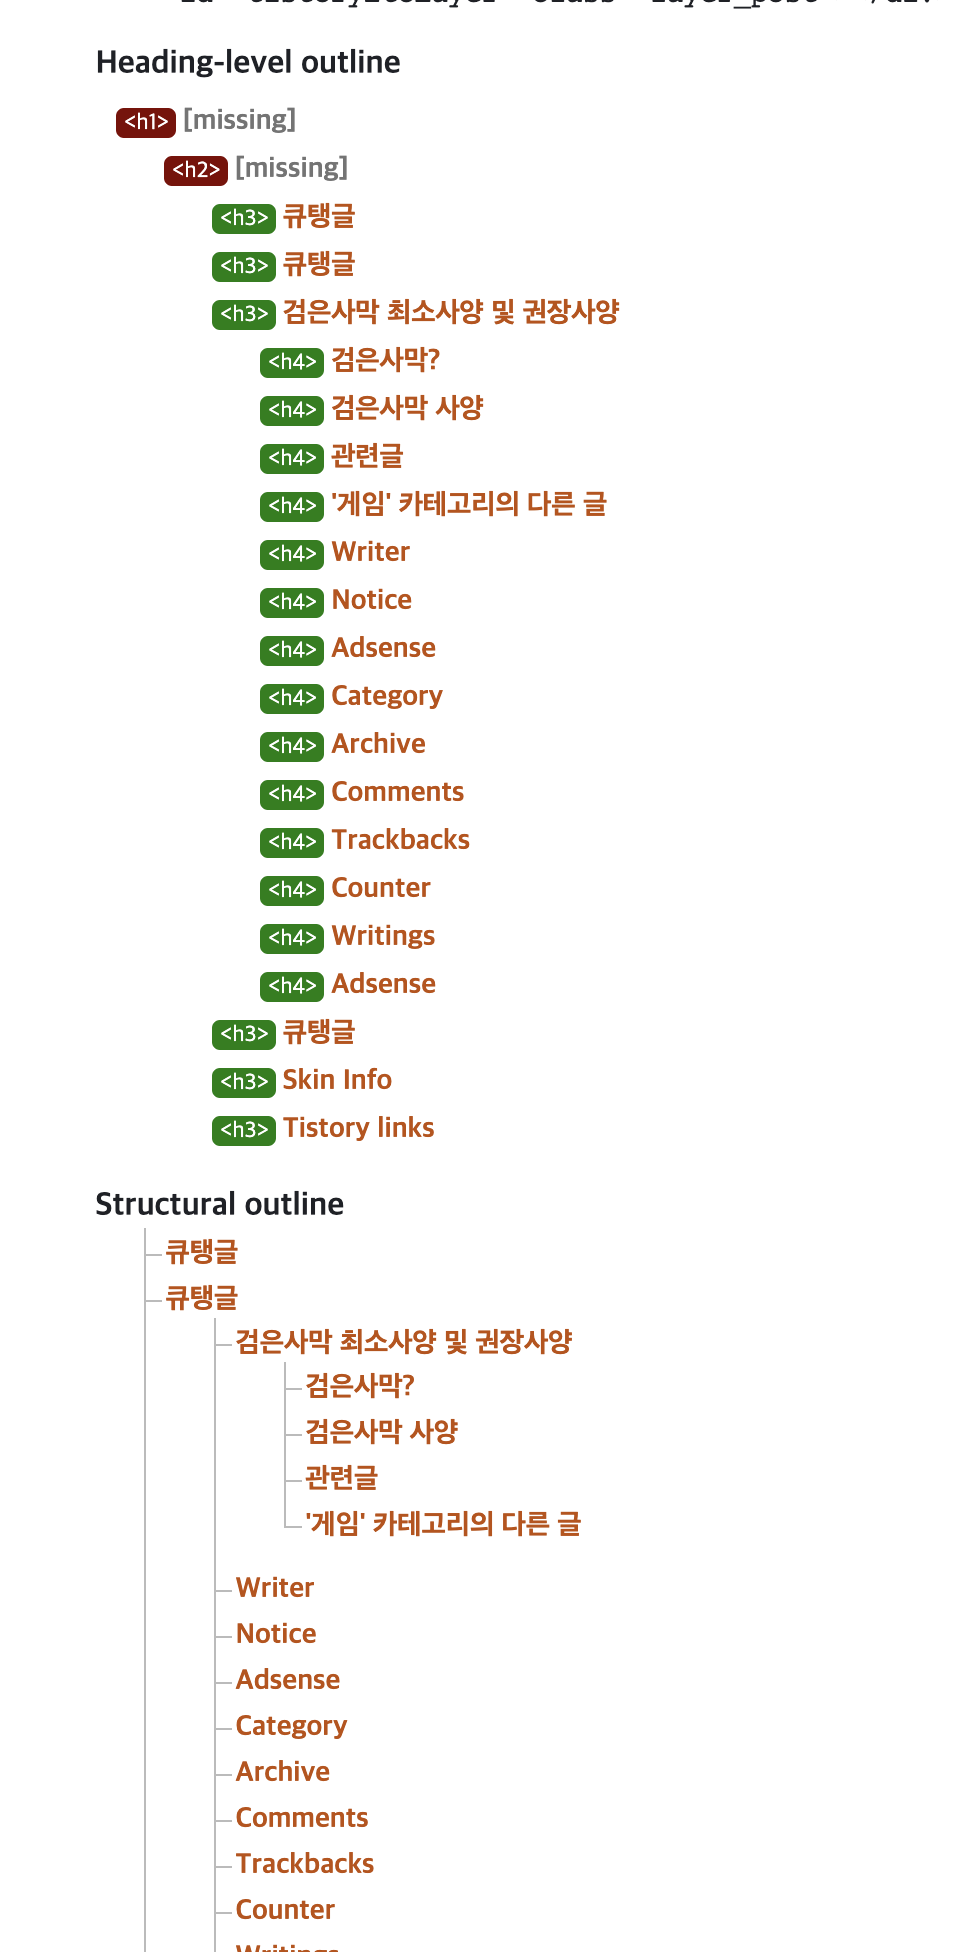 Heading-level outline
<h1> [missing]
<h2> [missing]
<h3> 큐탱글
<h3> 큐탱글
<h3> 검은사막 최소사양 및 권장사양
<h4> 검은사막?
<h4> 검은사막 사양
<h4> 관련글
<h4> '게임' 카테고리의 다른 글
<h4> Writer
<h4> Notice
<h4> Adsense
<h4> Category
<h4> Archive
<h4> Comments
<h4> Trackbacks
<h4> Counter
<h4> Writings
<h4> Adsense
<h3> 큐탱글
<h3> Skin Info
<h3> Tistory links
Structural outline
큐탱글
큐탱글
검은사막 최소사양 및 권장사양
검은사막?
검은사막 사양
관련글
'게임' 카테고리의 다른 글
Writer
Notice
Adsense
Category
Archive
Comments
Trackbacks
Counter